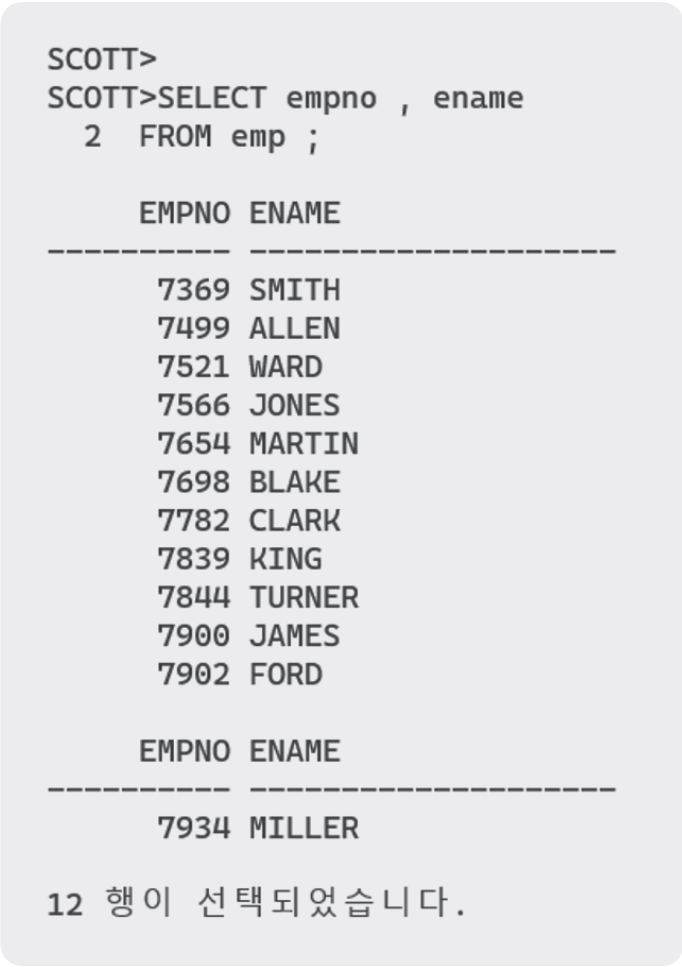 SCOTT>
SCOTT>SELECT empno , ename
  2  FROM emp ;
     EMPNO ENAME
---------- --------------------
      7369 SMITH
      7499 ALLEN
      7521 WARD
      7566 JONES
      7654 MARTIN
      7698 BLAKE
      7782 CLARK
      7839 KING
      7844 TURNER
      7900 JAMES
      7902 FORD
     EMPNO ENAME
---------- --------------------
      7934 MILLER
12 행이 선택되었습니다.